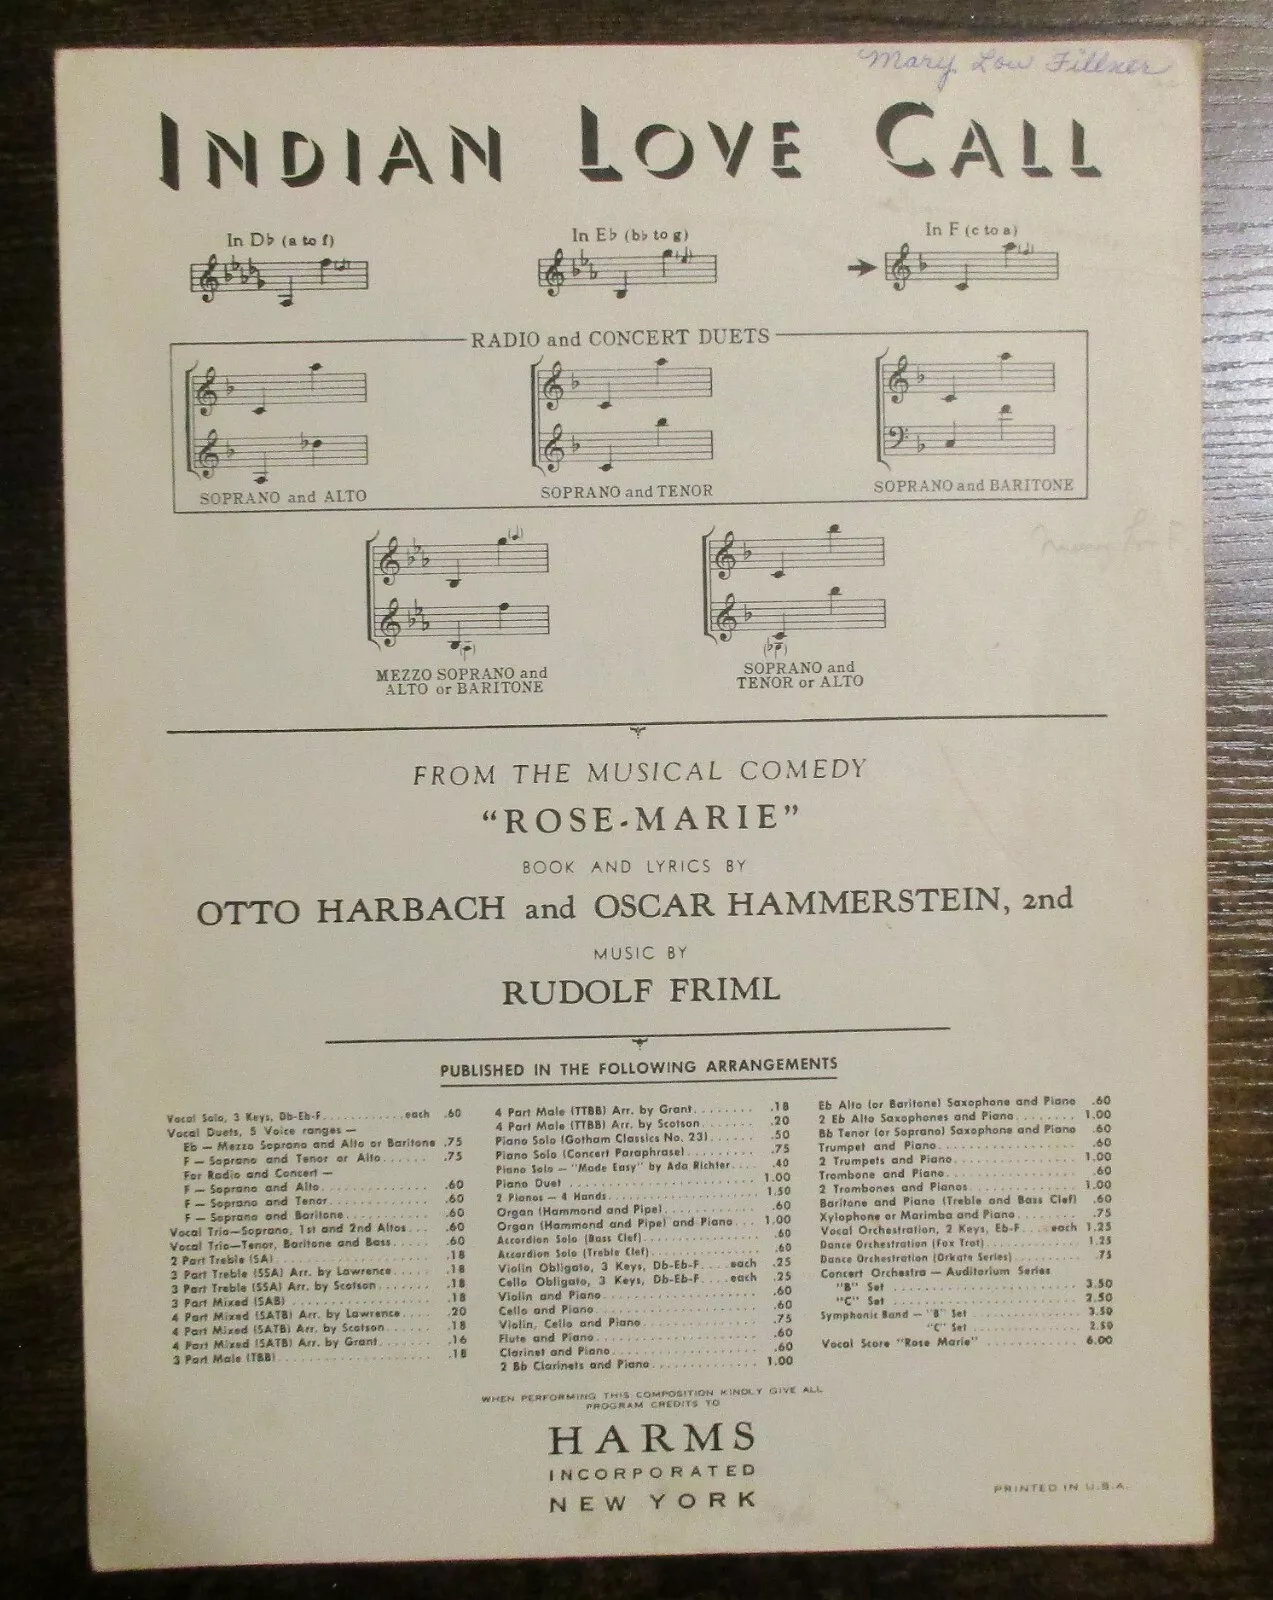 Mary Lou Fillner
INDIAN LOVE CALL
In D♭ (a to f)
In E♭ (b♭ to g)
In F (c to a)
RADIO and CONCERT DUETS
SOPRANO and ALTO
SOPRANO and TENOR
SOPRANO and BARITONE
Mary Lou F
MEZZO SOPRANO and
ALTO or BARITONE
SOPRANO and
TENOR or ALTO
FROM THE MUSICAL COMEDY
"ROSE-MARIE"
BOOK AND LYRICS BY
OTTO HARBACH and OSCAR HAMMERSTEIN, 2nd
MUSIC BY
RUDOLF FRIML
PUBLISHED IN THE FOLLOWING ARRANGEMENTS
Vocal Solo, 3 Keys, Db-Eb-F............each .60
Vocal Duets, 5 Voice ranges —
Eb — Mezzo Soprano and Alto or Baritone .75
F — Soprano and Tenor or Alto....... .75
For Radio and Concert —
F — Soprano and Alto............... .60
F — Soprano and Tenor.............. .60
F — Soprano and Baritone........... .60
Vocal Trio—Soprano, 1st and 2nd Altos... .60
Vocal Trio—Tenor, Baritone and Bass..... .60
2 Part Treble (SA)..................... .18
3 Part Treble (SSA) Arr. by Lawrence..... .18
3 Part Treble (SSA) Arr. by Scotson...... .18
3 Part Mixed (SAB)..................... .18
4 Part Mixed (SATB) Arr. by Lawrence.... .20
4 Part Mixed (SATB) Arr. by Scotson..... .18
4 Part Mixed (SATB) Arr. by Grant....... .16
3 Part Male (TBB)...................... .18
4 Part Male (TTBB) Arr. by Grant........ .18
4 Part Male (TTBB) Arr. by Scotson...... .20
Piano Solo (Gotham Classics No. 23)...... .50
Piano Solo (Concert Paraphrase)......... .75
Piano Solo — "Made Easy" by Ada Richter.... .40
Piano Duet ........................... 1.00
2 Pianos — 4 Hands.................... 1.50
Organ (Hammond and Pipe)............. .60
Organ (Hammond and Pipe) and Piano... 1.00
Accordion Solo (Bass Clef)............... .60
Accordion Solo (Treble Clef)............. .60
Violin Obligato, 3 Keys, Db-Eb-F....each .25
Cello Obligato, 3 Keys, Db-Eb-F....each .25
Violin and Piano....................... .60
Cello and Piano........................ .60
Violin, Cello and Piano................. .75
Flute and Piano........................ .60
Clarinet and Piano..................... .60
2 Bb Clarinets and Piano............... 1.00
Eb Alto (or Baritone) Saxophone and Piano .60
2 Eb Alto Saxophones and Piano........ 1.00
Bb Tenor (or Soprano) Saxophone and Piano .60
Trumpet and Piano..................... .60
2 Trumpets and Piano.................. 1.00
Trombone and Piano.................... .60
2 Trombones and Pianos................ 1.00
Baritone and Piano (Treble and Bass Clef) .60
Xylophone or Marimba and Piano........ .75
Vocal Orchestration, 2 Keys, Eb-F....each 1.25
Dance Orchestration (Fox Trot)........... 1.25
Dance Orchestration (Orkate Series)....... .75
Concert Orchestra — Auditorium Series
"B" Set .......................... 3.50
"C" Set .......................... 2.50
Symphonic Band — "B" Set .............. 3.50
"C" Set .............. 2.50
Vocal Score "Rose Marie" ............ 6.00
WHEN PERFORMING THIS COMPOSITION KINDLY GIVE ALL
PROGRAM CREDITS TO
HARMS
INCORPORATED
NEW YORK
PRINTED IN U.S.A.